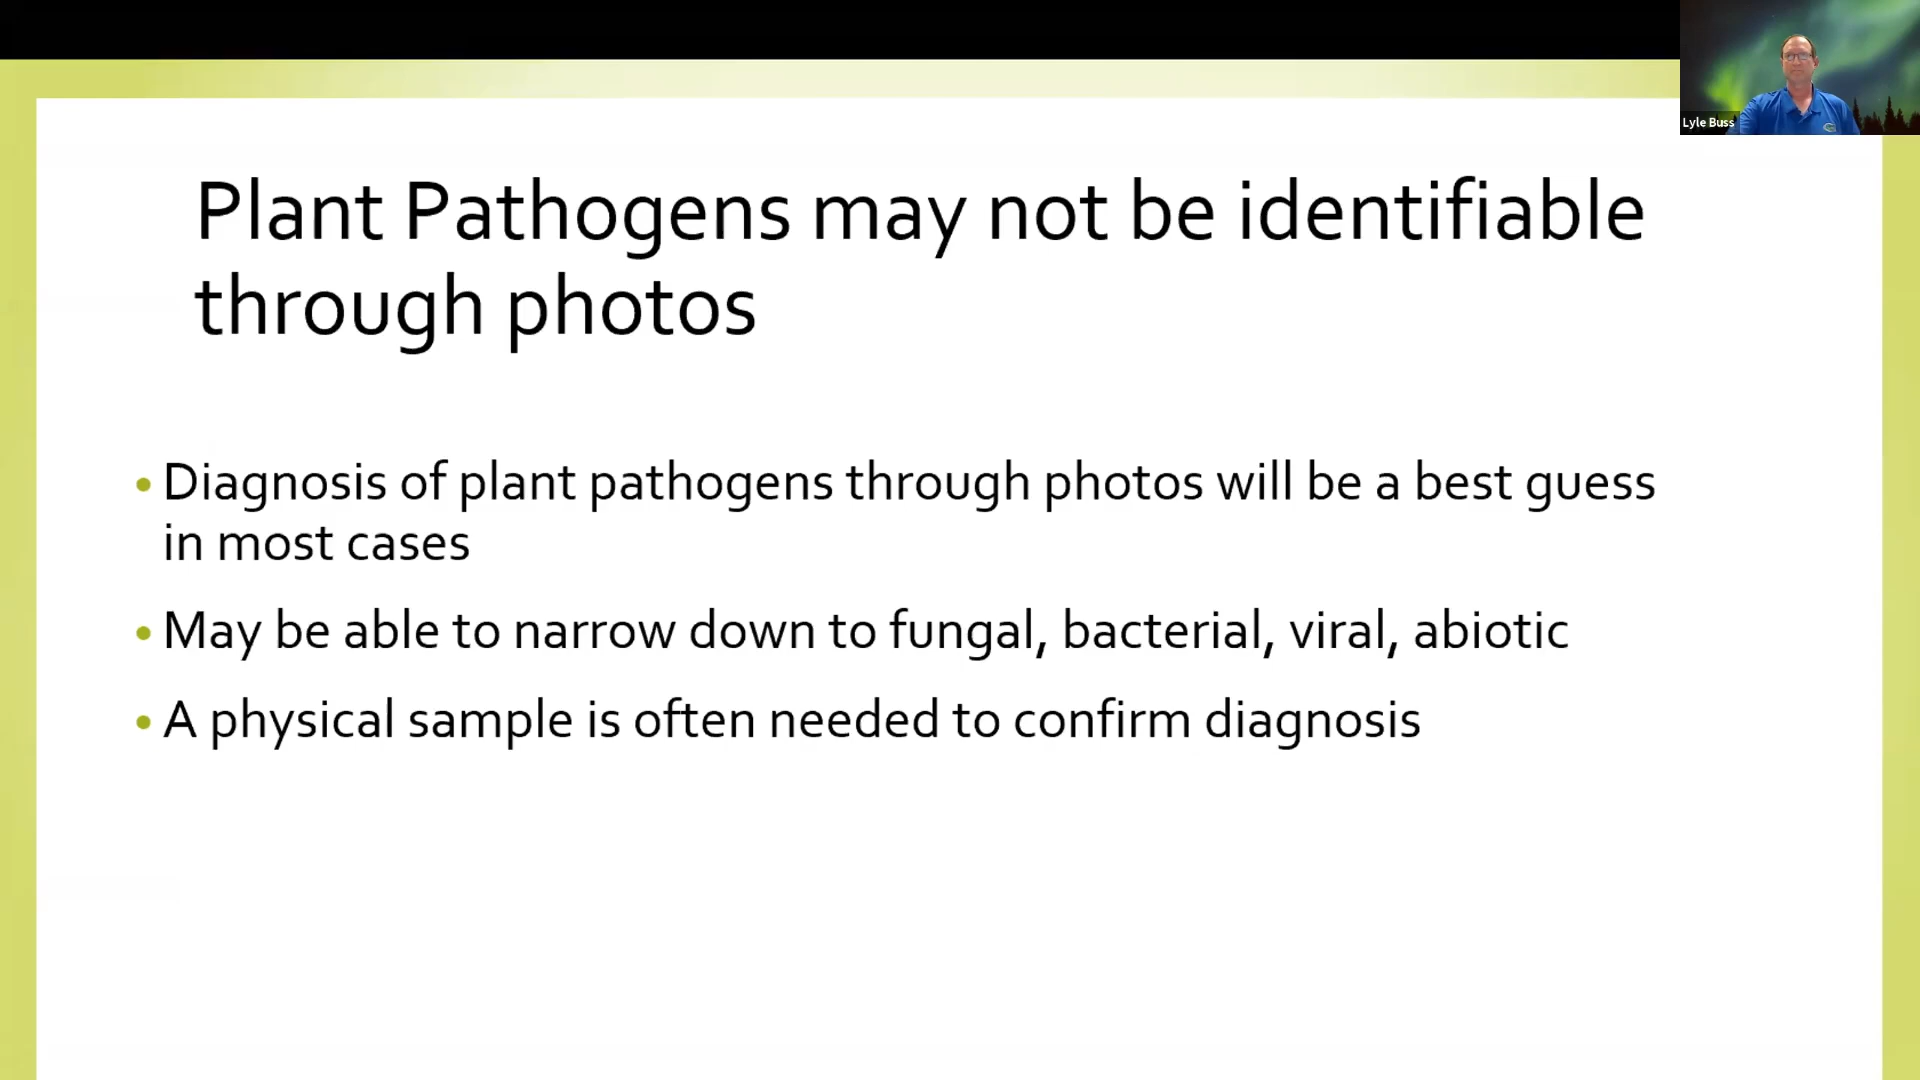 Lyle Buss
Plant Pathogens may not be identifiable
through photos
• Diagnosis of plant pathogens through photos will be a best guess
in most cases
• May be able to narrow down to fungal, bacterial, viral, abiotic
• A physical sample is often needed to confirm diagnosis